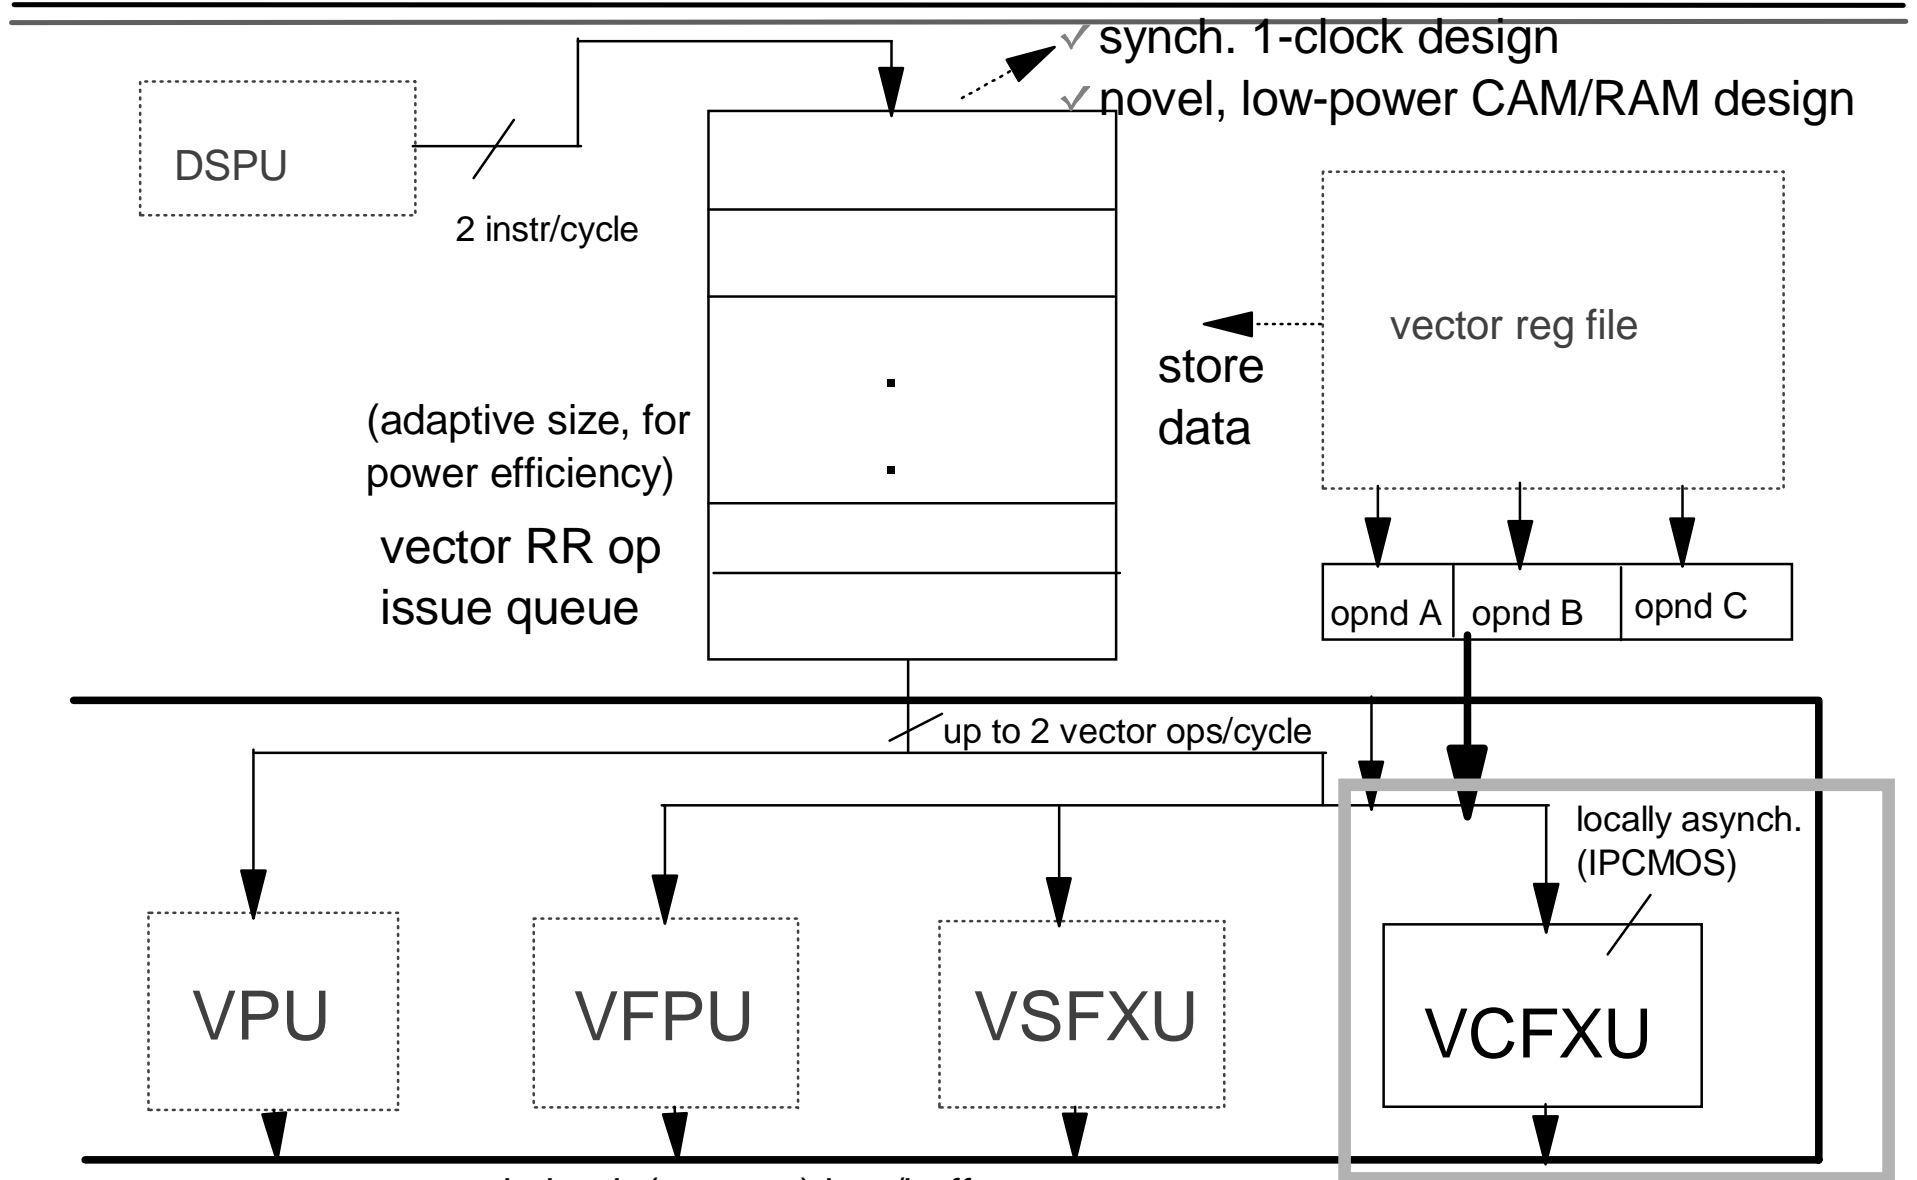 ✓ synch. 1-clock design
✓ novel, low-power CAM/RAM design
DSPU
2 instr/cycle
vector reg file
store
data
(adaptive size, for
power efficiency)
vector RR op
issue queue
opnd A
opnd B
opnd C
up to 2 vector ops/cycle
locally asynch.
(IPCMOS)
VPU
VFPU
VSFXU
VCFXU